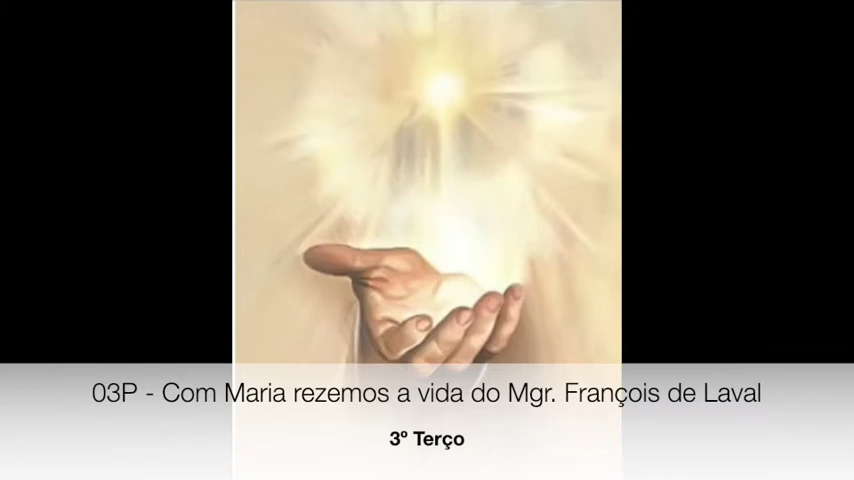 03P - Com Maria rezemos a vida do Mgr. François de Laval
3º Terço